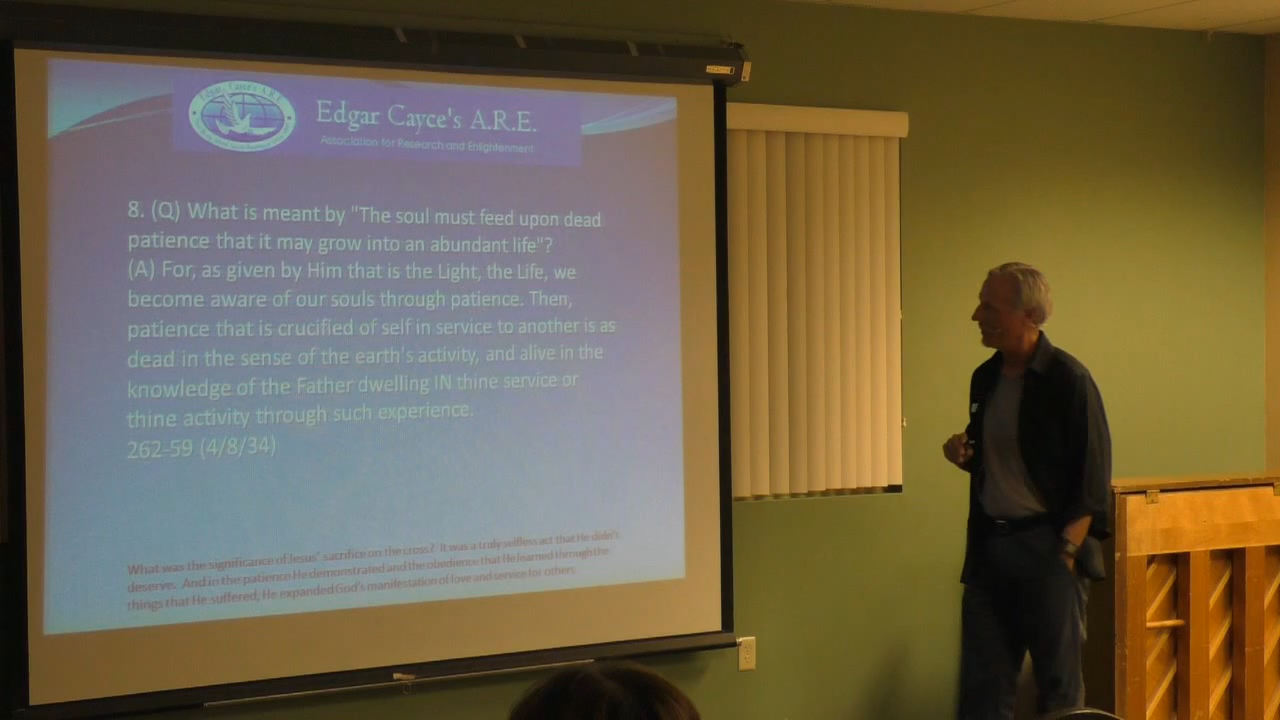 Edgar Cayce's A.R.E.
Edgar Cayce's A.R.E.
Association for Research and Enlightenment
8. (Q) What is meant by "The soul must feed upon dead
patience that it may grow into an abundant life"?
(A) For, as given by Him that is the Light, the Life, we
become aware of our souls through patience. Then,
patience that is crucified of self in service to another is as
dead in the sense of the earth's activity, and alive in the
knowledge of the Father dwelling IN thine service or
thine activity through such experience.
262-59 (4/8/34)
What was the significance of Jesus' sacrifice on the cross? It was a truly selfless act that He didn't
deserve. And in the patience He demonstrated and the obedience that He learned through the
things that He suffered, He expanded God's manifestation of love and service for others.